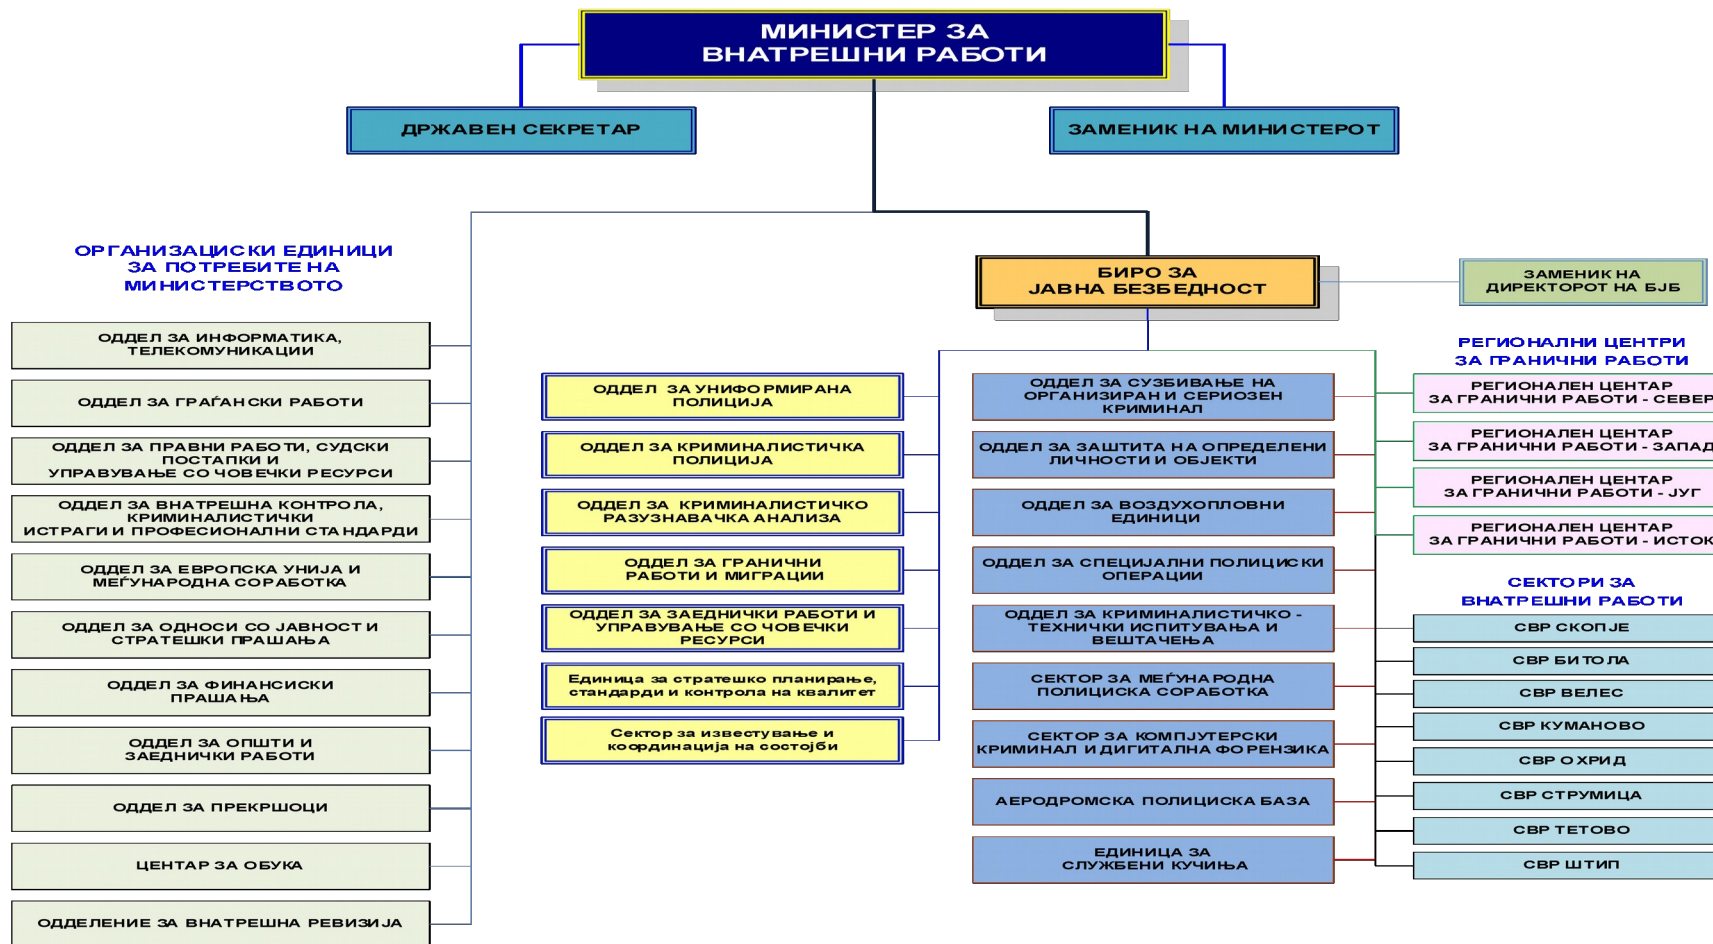 МИНИСТЕР ЗА
ВНАТРЕШНИ РАБОТИ
ДРЖАВЕН СЕКРЕТАР
ЗАМЕНИК НА МИНИСТЕРОТ
ОРГАНИЗАЦИСКИ ЕДИНИЦИ
ЗА ПОТРЕБИТЕ НА
МИНИСТЕРСТВОТО
ОДДЕЛ ЗА ИНФОРМАТИКА,
ТЕЛЕКОМУНИКАЦИИ
ОДДЕЛ ЗА ГРАЃАНСКИ РАБОТИ
ОДДЕЛ ЗА ПРАВНИ РАБОТИ, СУДСКИ
ПОСТАПКИ И
УПРАВУВАЊЕ СО ЧОВЕЧКИ РЕСУРСИ
ОДДЕЛ ЗА ВНАТРЕШНА КОНТРОЛА,
КРИМИНАЛИСТИЧКИ
ИСТРАГИ И ПРОФЕСИОНАЛНИ СТАНДАРДИ
ОДДЕЛ ЗА ЕВРОПСКА УНИЈА И
МЕЃУНАРОДНА СОРАБОТКА
ОДДЕЛ ЗА ОДНОСИ СО ЈАВНОСТ И
СТРАТЕШКИ ПРАШАЊА
ОДДЕЛ ЗА ФИНАНСИСКИ
ПРАШАЊА
ОДДЕЛ ЗА ОПШТИ И
ЗАЕДНИЧКИ РАБОТИ
ОДДЕЛ ЗА ПРЕКРШОЦИ
ЦЕНТАР ЗА ОБУКА
ОДДЕЛЕНИЕ ЗА ВНАТРЕШНА РЕВИЗИЈА
БИРО ЗА
ЈАВНА БЕЗБЕДНОСТ
ЗАМЕНИК НА
ДИРЕКТОРОТ НА БЈБ
ОДДЕЛ ЗА УНИФОРМИРАНА
ПОЛИЦИЈА
ОДДЕЛ ЗА КРИМИНАЛИСТИЧКА
ПОЛИЦИЈА
ОДДЕЛ ЗА КРИМИНАЛИСТИЧКО
РАЗУЗНАВАЧКА АНАЛИЗА
ОДДЕЛ ЗА ГРАНИЧНИ
РАБОТИ И МИГРАЦИИ
ОДДЕЛ ЗА ЗАЕДНИЧКИ РАБОТИ И
УПРАВУВАЊЕ СО ЧОВЕЧКИ
РЕСУРСИ
Единица за стратешко планирање,
стандарди и контрола на квалитет
Сектор за известување и
координација на состојби
ОДДЕЛ ЗА СУЗБИВАЊЕ НА
ОРГАНИЗИРАН И СЕРИОЗЕН
КРИМИНАЛ
ОДДЕЛ ЗА ЗАШТИТА НА ОПРЕДЕЛЕНИ
ЛИЧНОСТИ И ОБЈЕКТИ
ОДДЕЛ ЗА ВОЗДУХОПЛОВНИ
ЕДИНИЦИ
ОДДЕЛ ЗА СПЕЦИЈАЛНИ ПОЛИЦИСКИ
ОПЕРАЦИИ
ОДДЕЛ ЗА КРИМИНАЛИСТИЧКО -
ТЕХНИЧКИ ИСПИТУВАЊА И
ВЕШТАЧЕЊА
СЕКТОР ЗА МЕЃУНАРОДНА
ПОЛИЦИСКА СОРАБОТКА
СЕКТОР ЗА КОМПЈУТЕРСКИ
КРИМИНАЛ И ДИГИТАЛНА ФОРЕНЗИКА
АЕРОДРОМСКА ПОЛИЦИСКА БАЗА
ЕДИНИЦА ЗА
СЛУЖБЕНИ КУЧИЊА
РЕГИОНАЛНИ ЦЕНТРИ
ЗА ГРАНИЧНИ РАБОТИ
РЕГИОНАЛЕН ЦЕНТАР
ЗА ГРАНИЧНИ РАБОТИ - СЕВЕР
РЕГИОНАЛЕН ЦЕНТАР
ЗА ГРАНИЧНИ РАБОТИ - ЗАПАД
РЕГИОНАЛЕН ЦЕНТАР
ЗА ГРАНИЧНИ РАБОТИ - ЈУГ
РЕГИОНАЛЕН ЦЕНТАР
ЗА ГРАНИЧНИ РАБОТИ - ИСТОК
СЕКТОРИ ЗА
ВНАТРЕШНИ РАБОТИ
СВР СКОПЈЕ
СВР БИТОЛА
СВР ВЕЛЕС
СВР КУМАНОВО
СВР ОХРИД
СВР СТРУМИЦА
СВР ТЕТОВО
СВР ШТИП